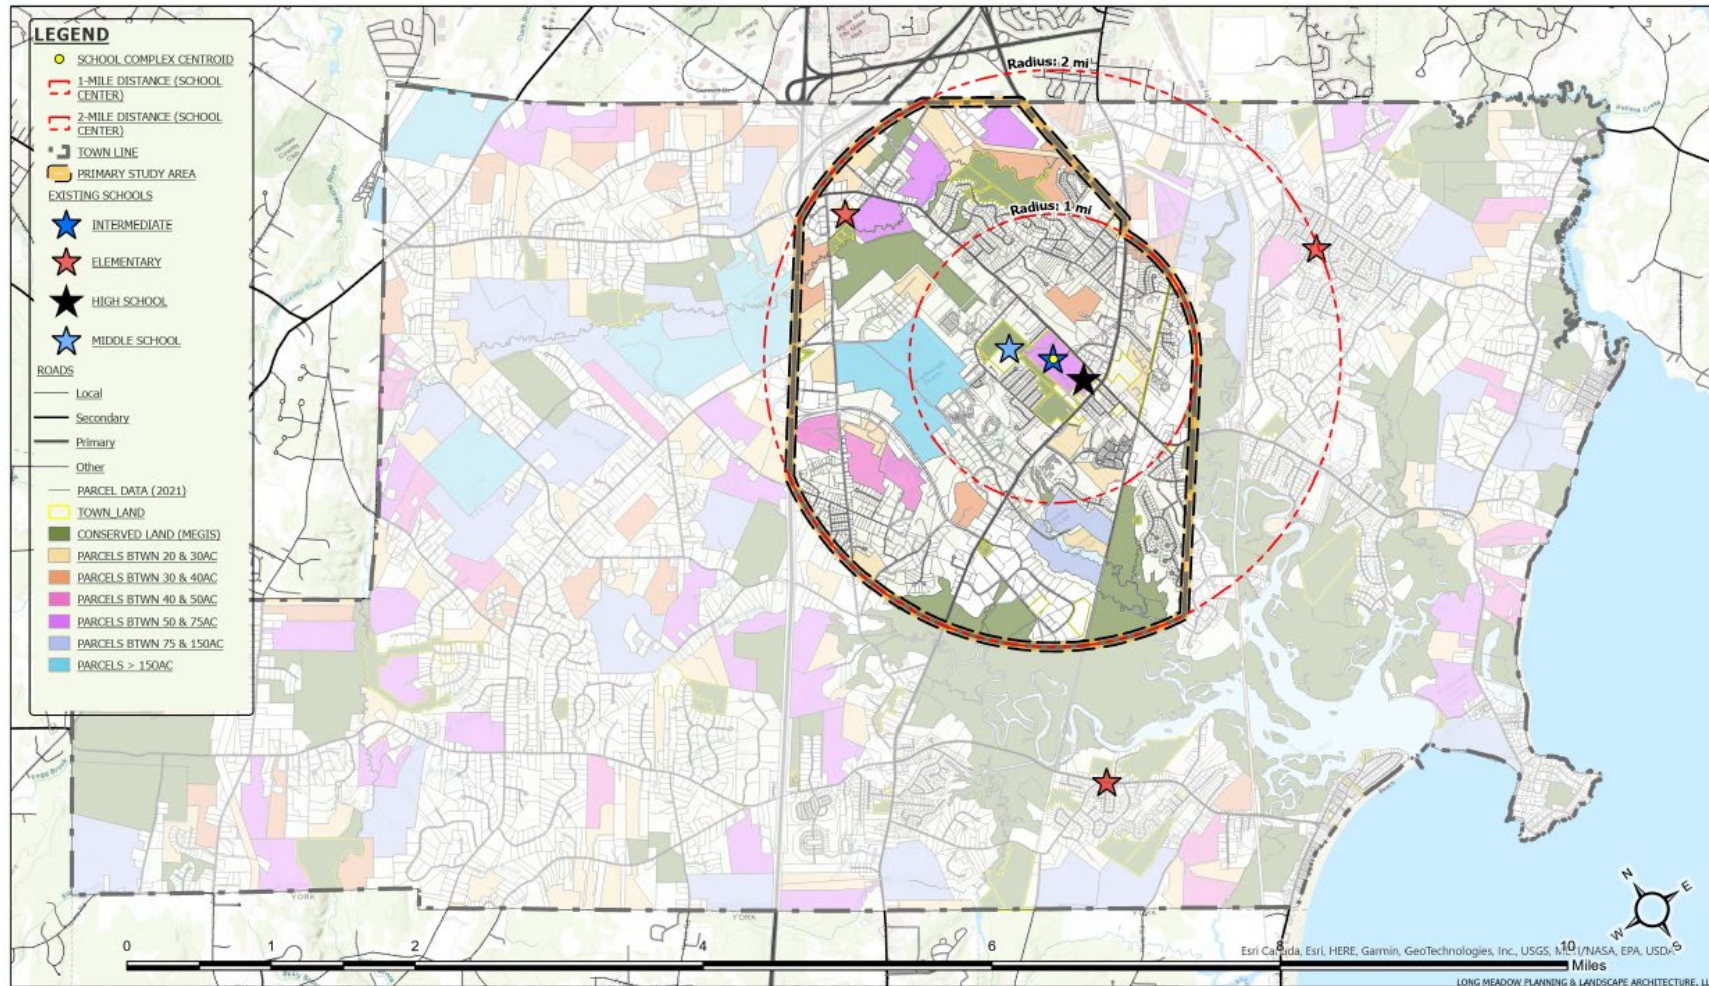 LEGEND
SCHOOL COMPLEX CENTROID
1-MILE DISTANCE (SCHOOL
CENTER)
2-MILE DISTANCE (SCHOOL
CENTER)
TOWN LINE
PRIMARY STUDY AREA
EXISTING SCHOOLS
INTERMEDIATE
ELEMENTARY
HIGH SCHOOL
MIDDLE SCHOOL
ROADS
Local
Secondary
Primary
Other
PARCEL DATA (2021)
TOWN_LAND
CONSERVED LAND (MEGIS)
PARCELS BTWN 20 & 30AC
PARCELS BTWN 30 & 40AC
PARCELS BTWN 40 & 50AC
PARCELS BTWN 50 & 75AC
PARCELS BTWN 75 & 150AC
PARCELS > 150AC
Radius: 2 mi
Radius: 1 mi
YORK
YORK
YORK
N
E
W
S
0 1 2 4 6 8 10
Miles
Esri Canada, Esri, HERE, Garmin, GeoTechnologies, Inc., USGS, METI/NASA, EPA, USDA
LONG MEADOW PLANNING & LANDSCAPE ARCHITECTURE,